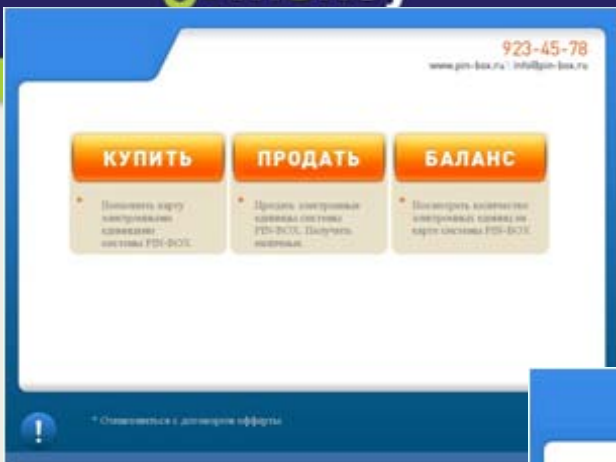 923-45-78
www.pin-box.ru | info@pin-box.ru
КУПИТЬ
ПРОДАТЬ
БАЛАНС
* Пополнить карту
электронными
единицами
системы PIN-BOX.
* Продать электронные
единицы системы
PIN-BOX. Получить
наличные.
* Посмотреть количество
электронных единиц на
карте системы PIN-BOX
!
* Ознакомиться с договором офферты